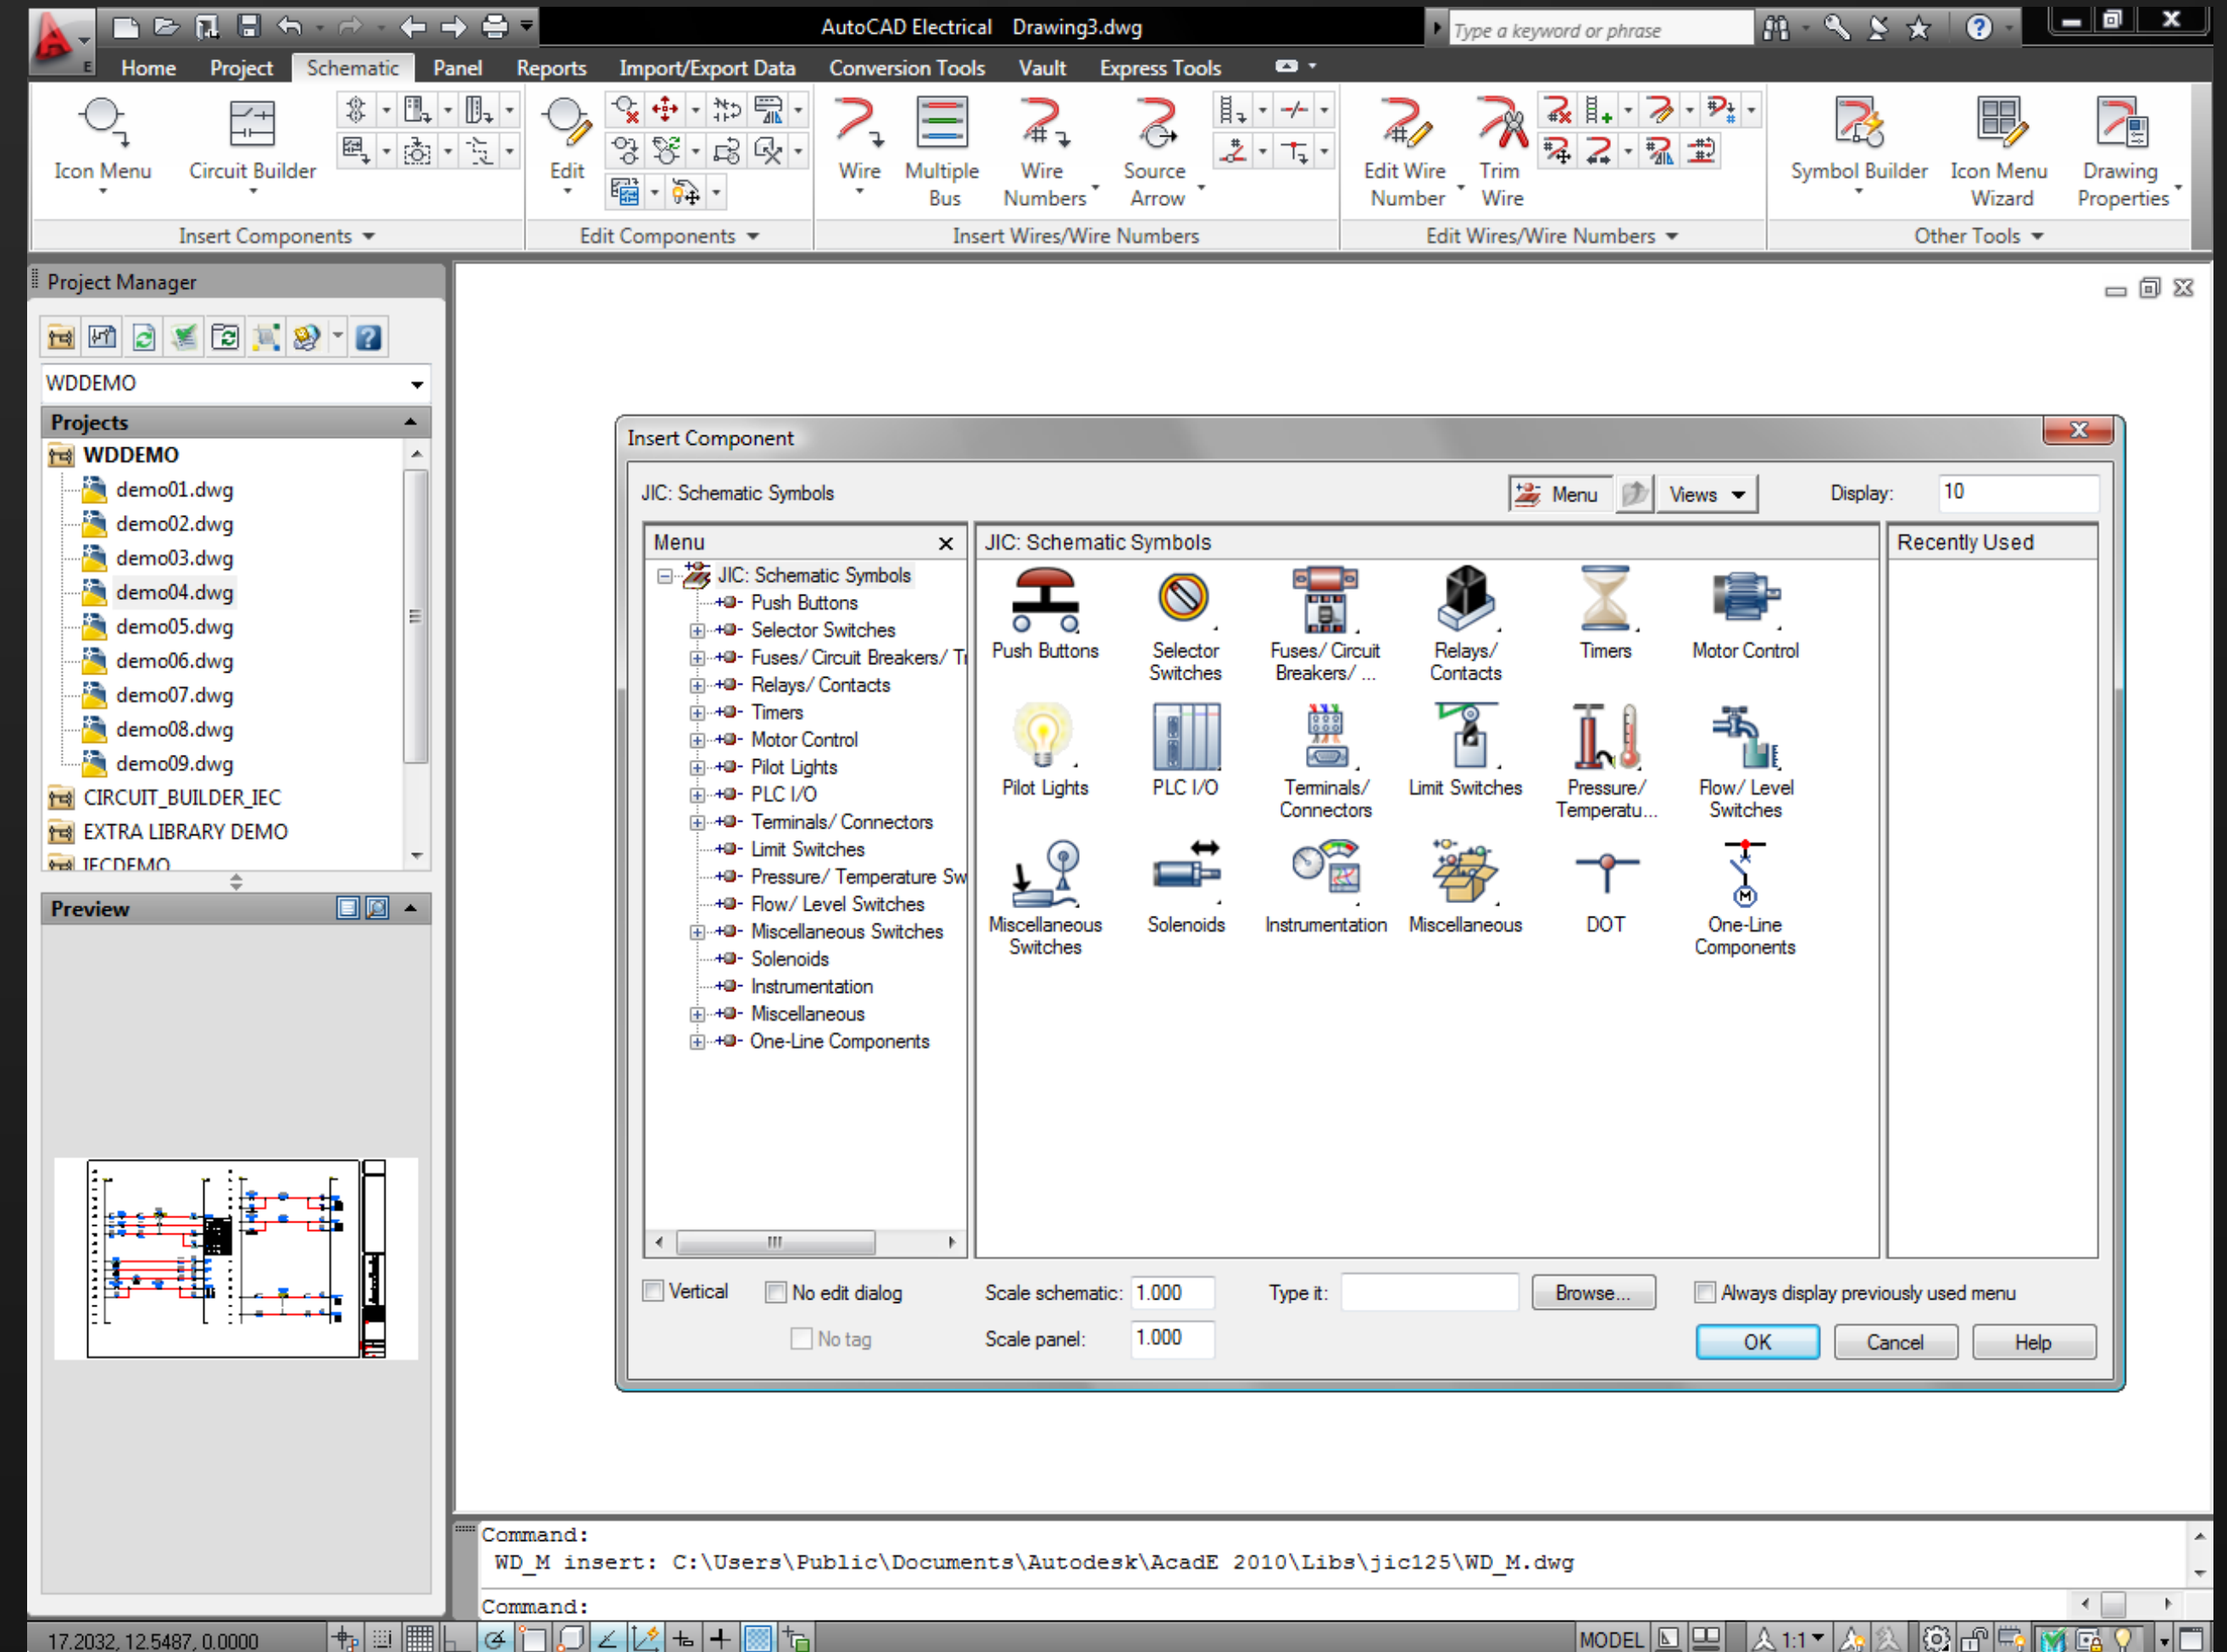 AutoCAD Electrical Drawing3.dwg
Type a keyword or phrase
E
Home Project Schematic Panel Reports Import/Export Data Conversion Tools Vault Express Tools
Icon Menu
Circuit Builder
Edit
Wire
Multiple Bus
Wire Numbers
Source Arrow
Edit Wire Number
Trim Wire
Symbol Builder
Icon Menu Wizard
Drawing Properties
Insert Components
Edit Components
Insert Wires/Wire Numbers
Edit Wires/Wire Numbers
Other Tools
Project Manager
WDDEMO
Projects
WDDEMO
demo01.dwg
demo02.dwg
demo03.dwg
demo04.dwg
demo05.dwg
demo06.dwg
demo07.dwg
demo08.dwg
demo09.dwg
CIRCUIT_BUILDER_IEC
EXTRA LIBRARY DEMO
IECDEMO
Preview
Insert Component
JIC: Schematic Symbols
Menu
Views
Display:
10
Menu
JIC: Schematic Symbols
Push Buttons
Selector Switches
Fuses/ Circuit Breakers/
Relays/ Contacts
Timers
Motor Control
Pilot Lights
PLC I/O
Terminals/ Connectors
Limit Switches
Pressure/ Temperature Sw
Flow/ Level Switches
Miscellaneous Switches
Solenoids
Instrumentation
Miscellaneous
One-Line Components
JIC: Schematic Symbols
Push Buttons
Selector Switches
Fuses/ Circuit Breakers/ ...
Relays/ Contacts
Timers
Motor Control
Pilot Lights
PLC I/O
Terminals/ Connectors
Limit Switches
Pressure/ Temperatu...
Flow/ Level Switches
Miscellaneous Switches
Solenoids
Instrumentation
Miscellaneous
DOT
One-Line Components
Recently Used
Vertical
No edit dialog
No tag
Scale schematic: 1.000
Scale panel: 1.000
Type it:
Browse...
Always display previously used menu
OK
Cancel
Help
Command:
WD_M insert: C:\Users\Public\Documents\Autodesk\AcadE 2010\Libs\jic125\WD_M.dwg
Command:
17.2032, 12.5487, 0.0000
MODEL
1:1